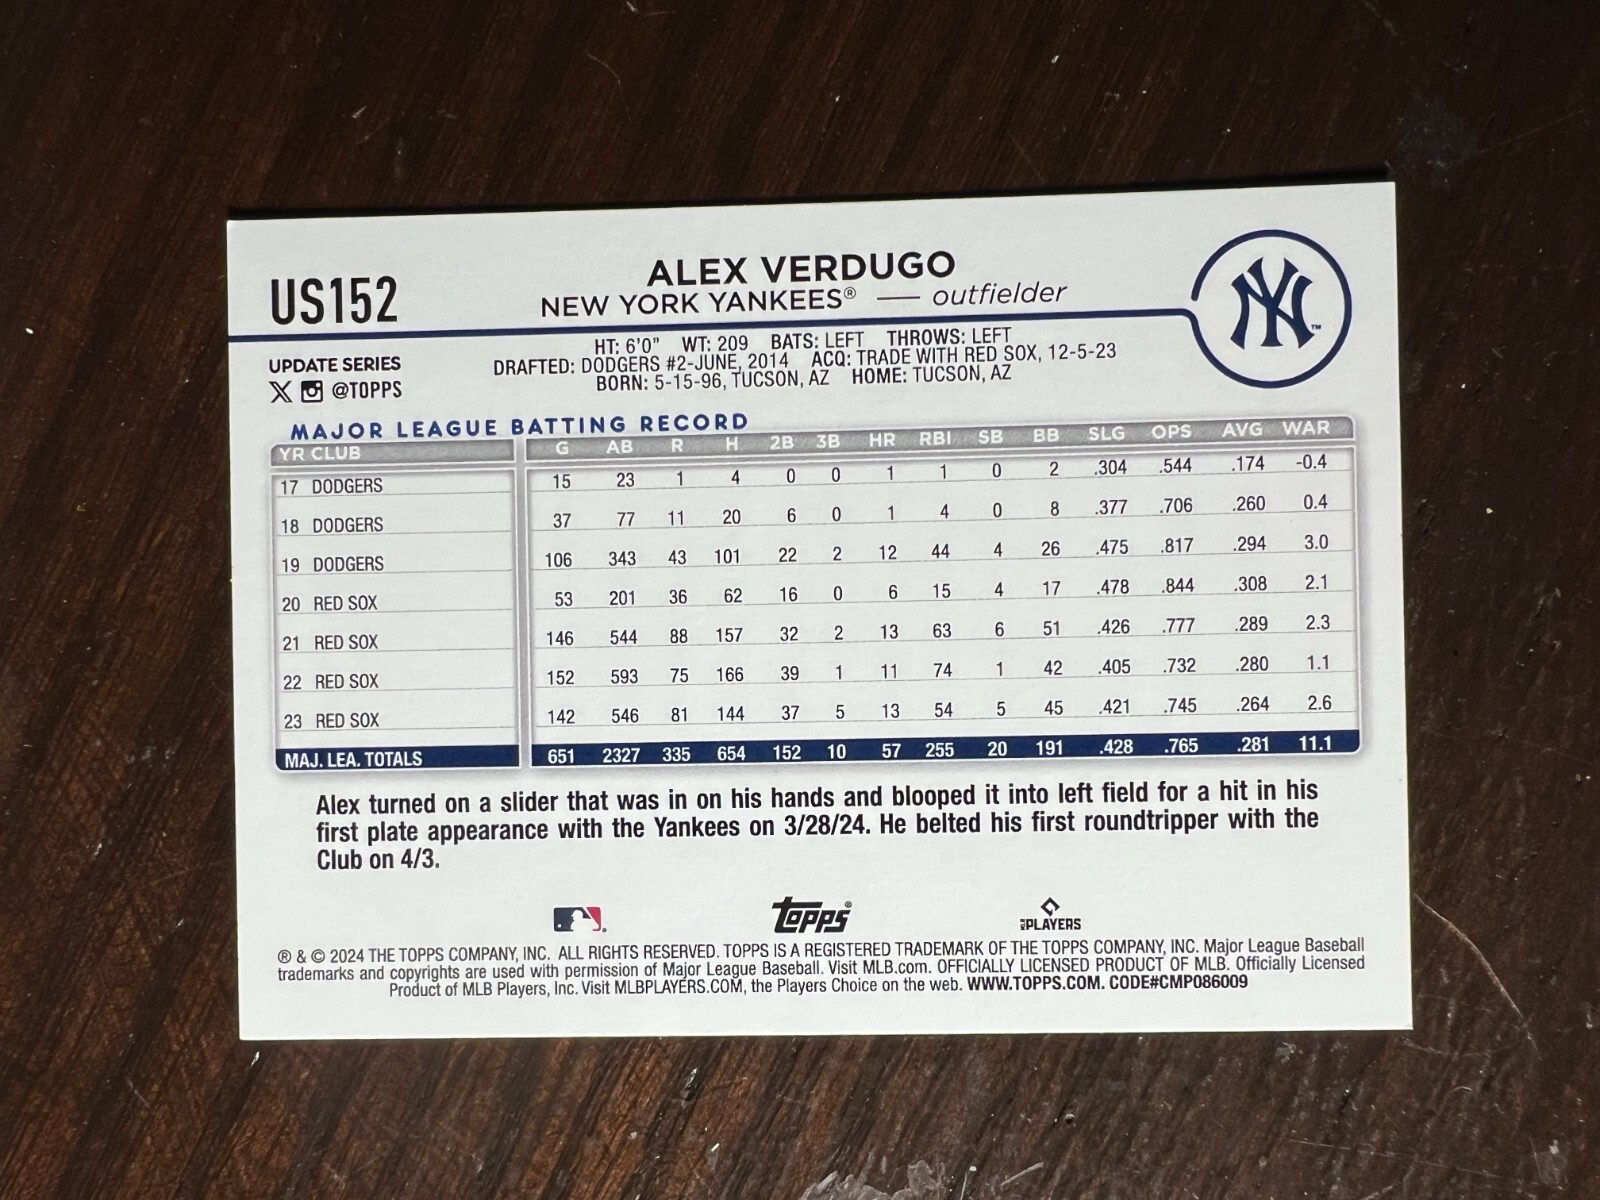 US152
ALEX VERDUGO
NEW YORK YANKEES® — outfielder
NY™
UPDATE SERIES
@TOPPS
HT: 6'0" WT: 209 BATS: LEFT THROWS: LEFT
DRAFTED: DODGERS #2-JUNE, 2014 ACQ: TRADE WITH RED SOX, 12-5-23
BORN: 5-15-96, TUCSON, AZ HOME: TUCSON, AZ
MAJOR LEAGUE BATTING RECORD
YR CLUB G AB R H 2B 3B HR RBI SB BB SLG OPS AVG WAR
17 DODGERS 15 23 1 4 0 0 1 1 0 2 .304 .544 .174 -0.4
18 DODGERS 37 77 11 20 6 0 1 4 0 8 .377 .706 .260 0.4
19 DODGERS 106 343 43 101 22 2 12 44 4 26 .475 .817 .294 3.0
20 RED SOX 53 201 36 62 16 0 6 15 4 17 .478 .844 .308 2.1
21 RED SOX 146 544 88 157 32 2 13 63 6 51 .426 .777 .289 2.3
22 RED SOX 152 593 75 166 39 1 11 74 1 42 .405 .732 .280 1.1
23 RED SOX 142 546 81 144 37 5 13 54 5 45 .421 .745 .264 2.6
MAJ. LEA. TOTALS 651 2327 335 654 152 10 57 255 20 191 .428 .765 .281 11.1
Alex turned on a slider that was in on his hands and blooped it into left field for a hit in his
first plate appearance with the Yankees on 3/28/24. He belted his first roundtripper with the
Club on 4/3.
topps®
MLB PLAYERS
® & © 2024 THE TOPPS COMPANY, INC. ALL RIGHTS RESERVED. TOPPS IS A REGISTERED TRADEMARK OF THE TOPPS COMPANY, INC. Major League Baseball
trademarks and copyrights are used with permission of Major League Baseball. Visit MLB.com. OFFICIALLY LICENSED PRODUCT OF MLB. Officially Licensed
Product of MLB Players, Inc. Visit MLBPLAYERS.COM, the Players Choice on the web. WWW.TOPPS.COM. CODE#CMP086009